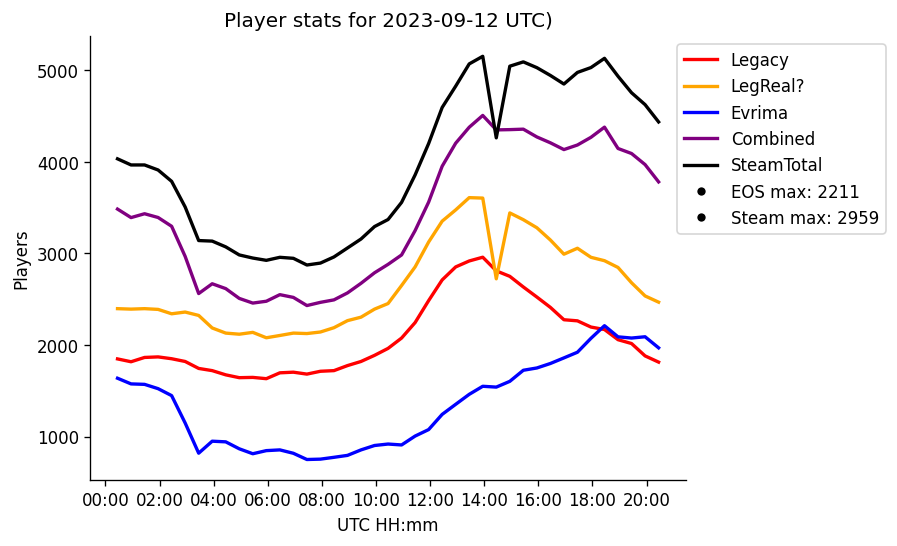 Player stats for 2023-09-12 UTC)
Legacy
LegReal?
Evrima
Combined
SteamTotal
EOS max: 2211
Steam max: 2959
Players
5000
4000
3000
2000
1000
00:00 02:00 04:00 06:00 08:00 10:00 12:00 14:00 16:00 18:00 20:00
UTC HH:mm